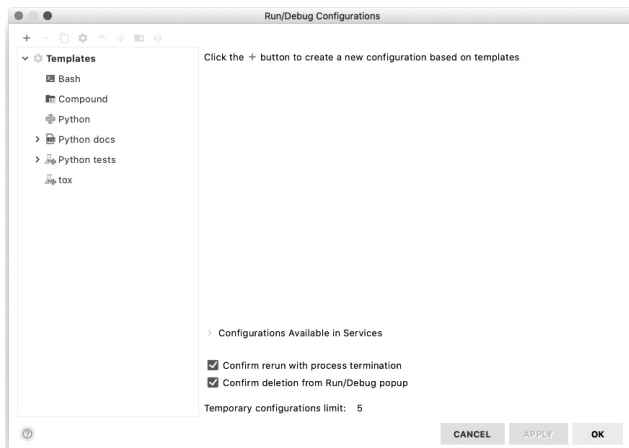 Run/Debug Configurations
Templates
Click the + button to create a new configuration based on templates
Bash
Compound
Python
Python docs
Python tests
tox
Configurations Available in Services
Confirm rerun with process termination
Confirm deletion from Run/Debug popup
Temporary configurations limit: 5
? CANCEL APPLY OK